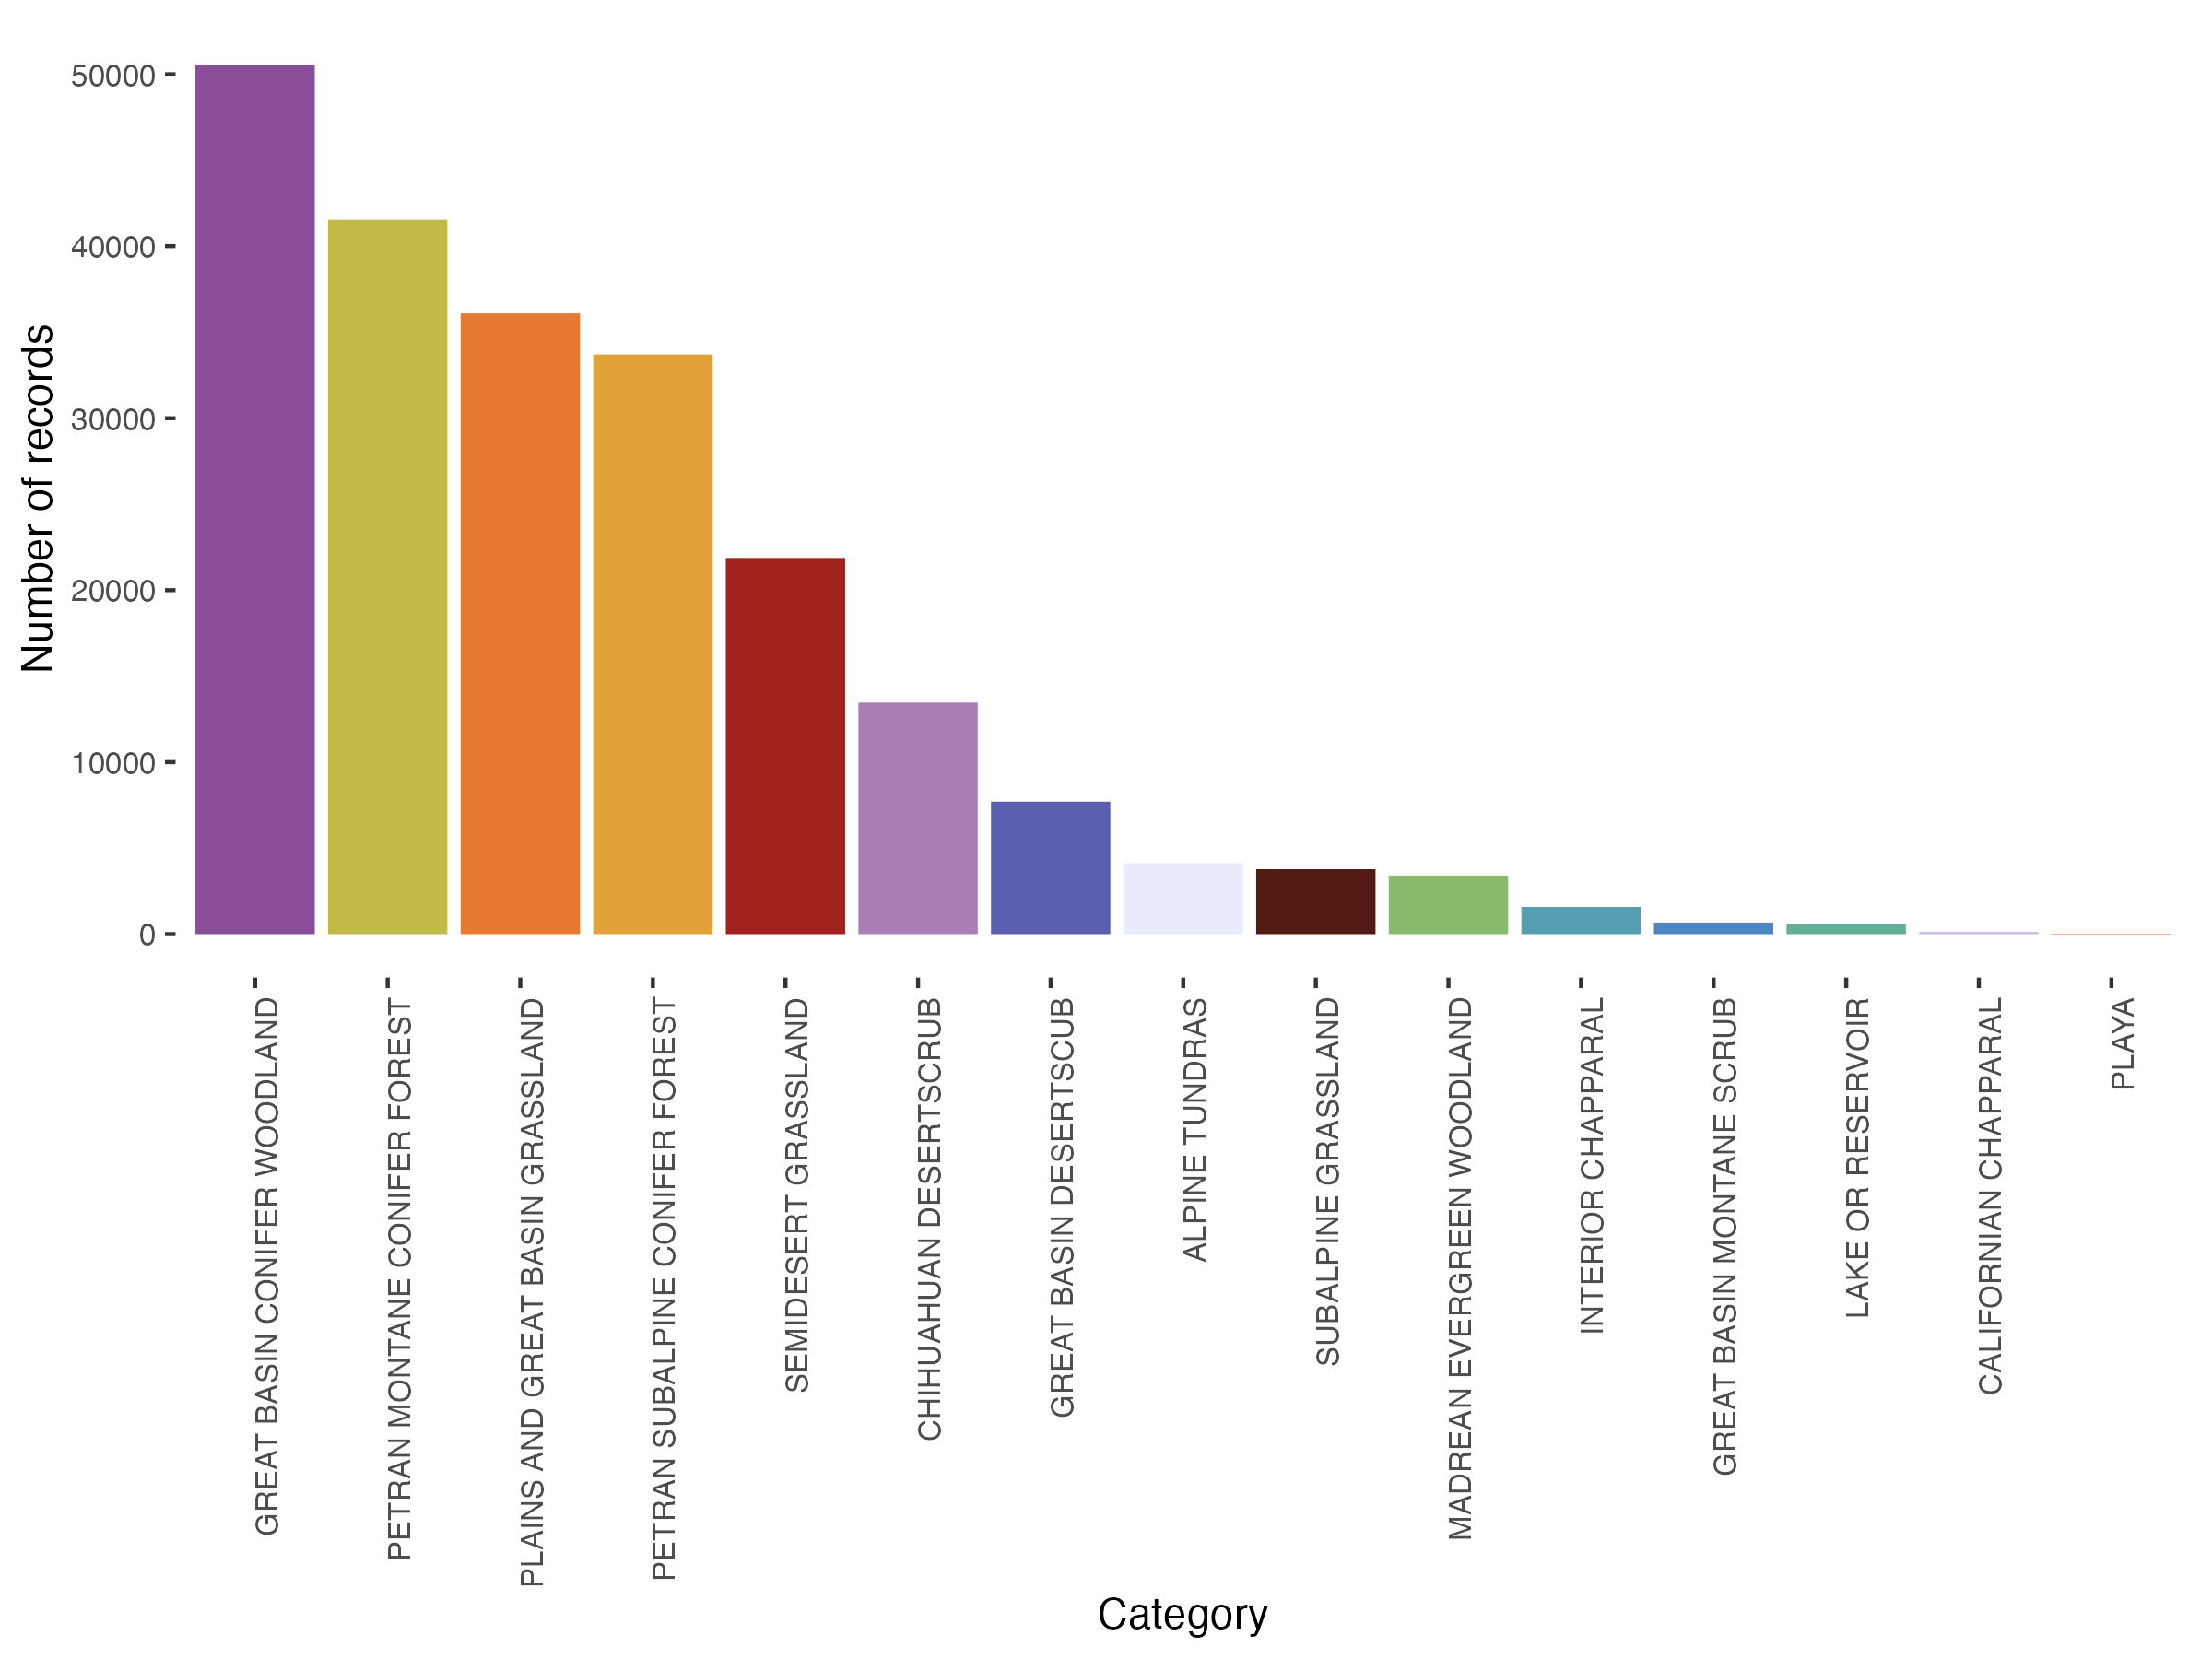 Number of records
50000
40000
30000
20000
10000
0
GREAT BASIN CONIFER WOODLAND
PETRAN MONTANE CONIFER FOREST
PLAINS AND GREAT BASIN GRASSLAND
PETRAN SUBALPINE CONIFER FOREST
SEMIDESERT GRASSLAND
CHIHUAHUAN DESERTSCRUB
GREAT BASIN DESERTSCUB
ALPINE TUNDRAS
SUBALPINE GRASSLAND
MADREAN EVERGREEN WOODLAND
INTERIOR CHAPPARAL
GREAT BASIN MONTANE SCRUB
LAKE OR RESERVOIR
CALIFORNIAN CHAPPARAL
PLAYA
Category